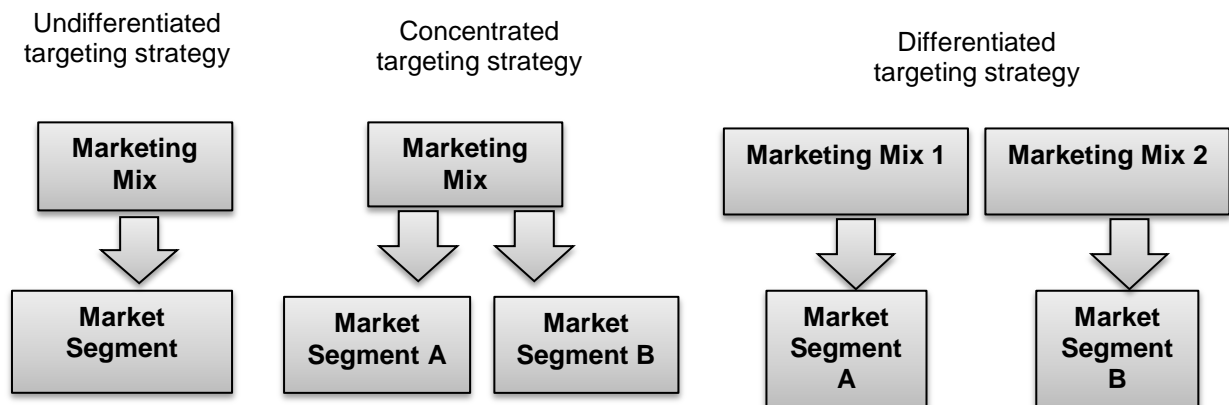 Undifferentiated
targeting strategy
Concentrated
targeting strategy
Differentiated
targeting strategy
Marketing
Mix
Marketing
Mix
Marketing Mix 1
Marketing Mix 2
Market
Segment
Market
Segment A
Market
Segment B
Market
Segment
A
Market
Segment
B